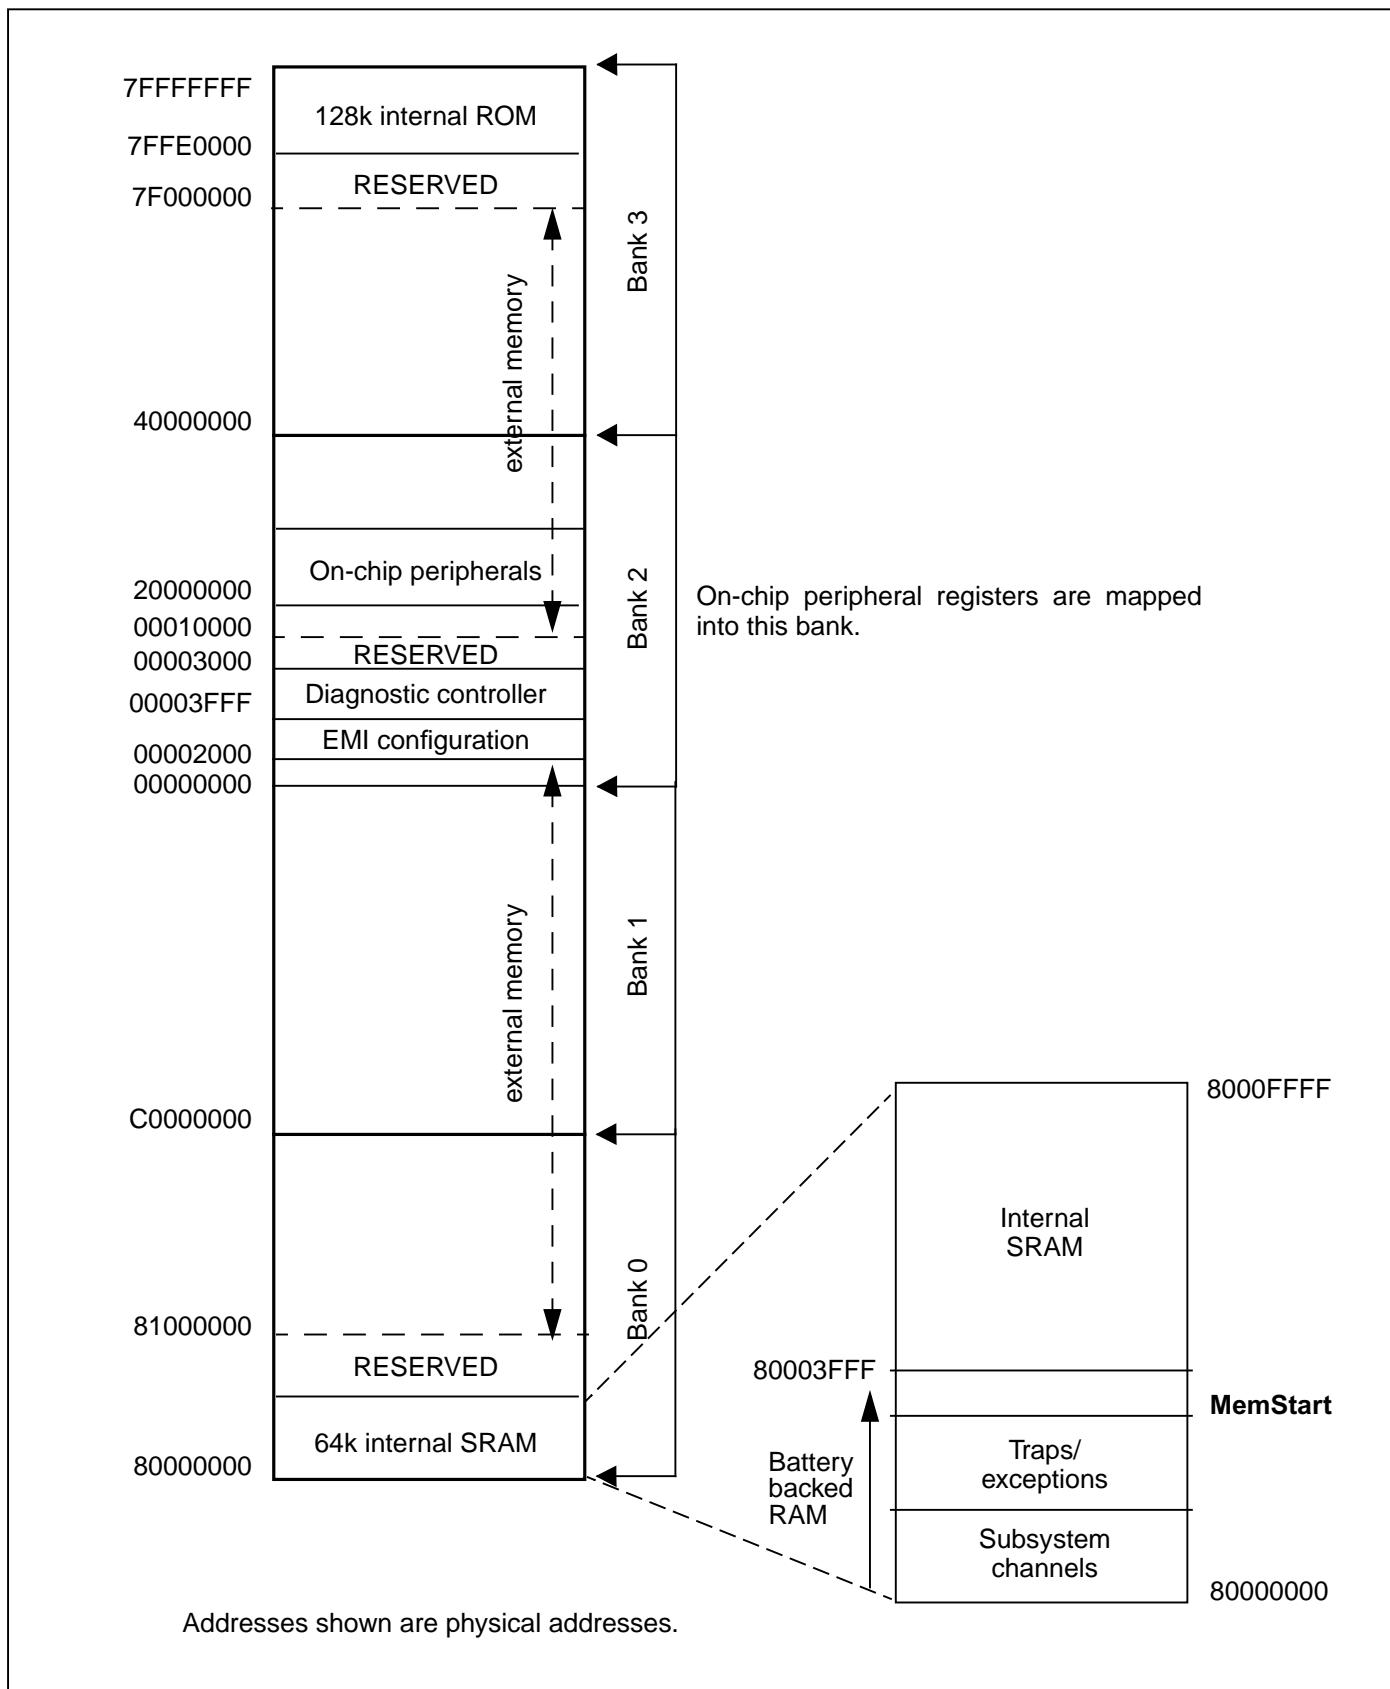 7FFFFFFF
128k internal ROM
7FFE0000
RESERVED
7F000000
Bank 3
external memory
40000000
On-chip peripherals
20000000
00010000
RESERVED
00003000
Diagnostic controller
00003FFF
EMI configuration
00002000
00000000
Bank 2
On-chip peripheral registers are mapped
into this bank.
Bank 1
external memory
C0000000
Bank 0
81000000
RESERVED
64k internal SRAM
80000000
8000FFFF
Internal
SRAM
80003FFF
MemStart
Battery
backed
RAM
Traps/
exceptions
Subsystem
channels
80000000
Addresses shown are physical addresses.